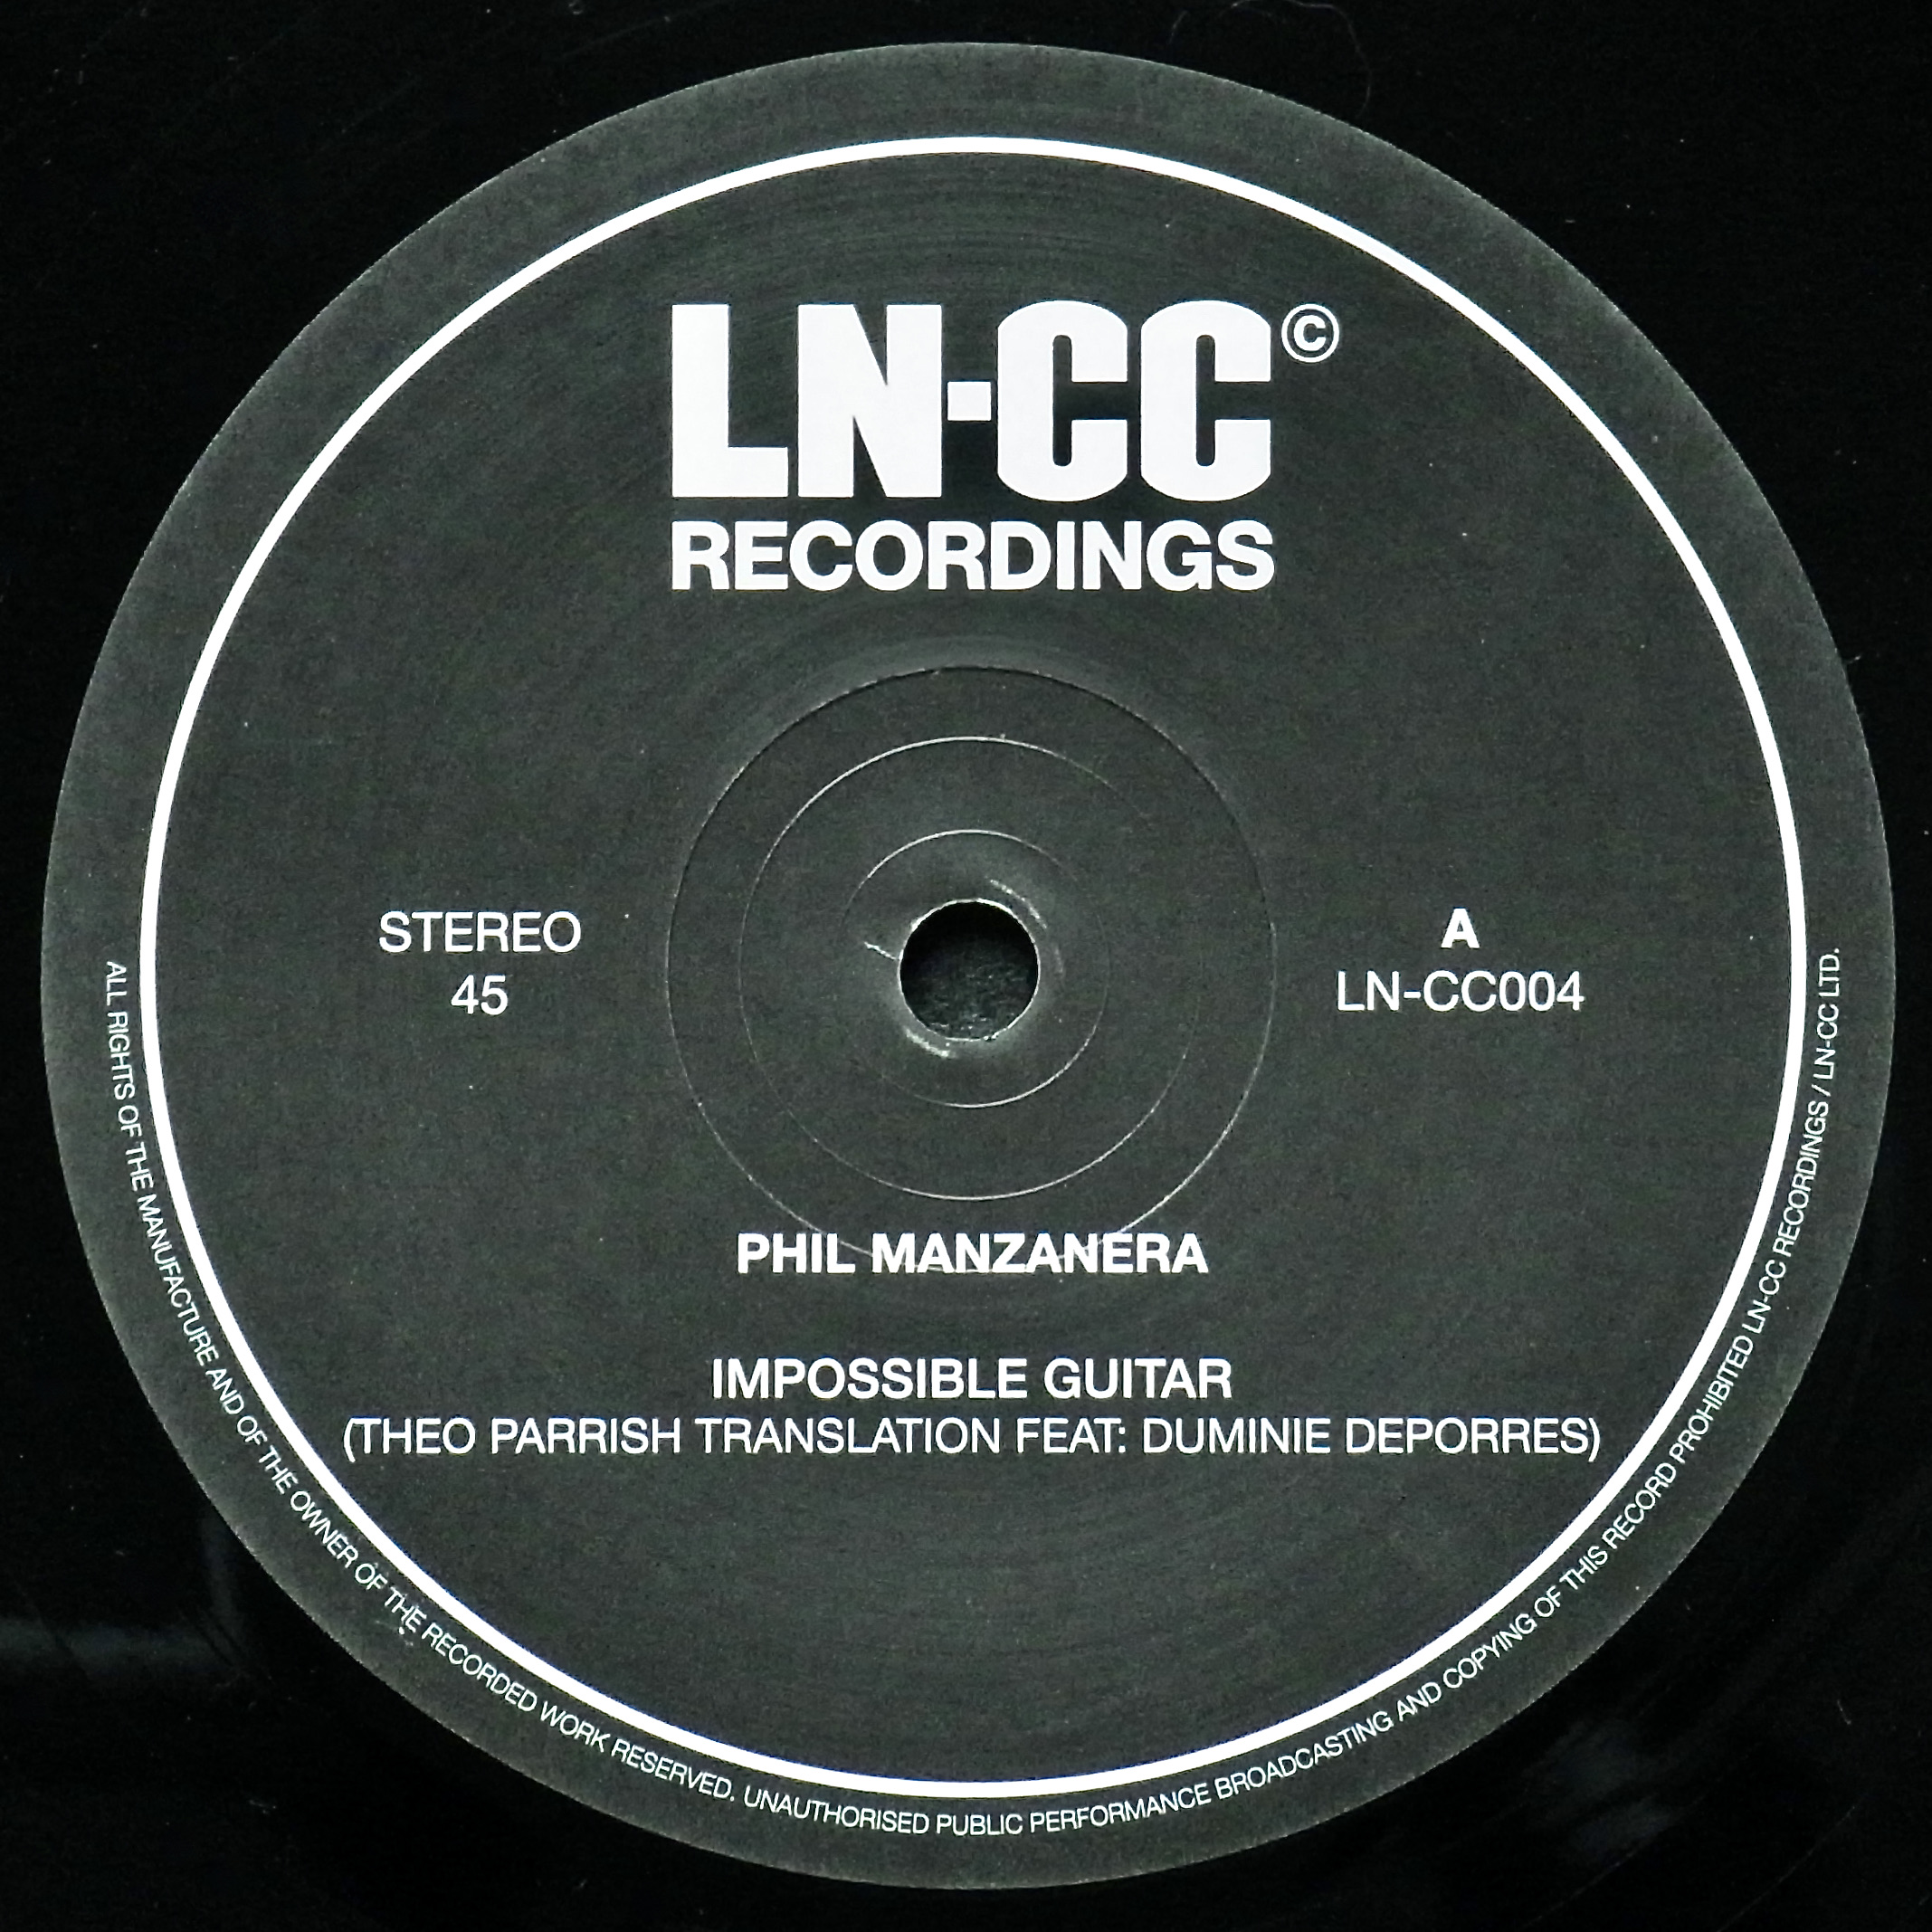 LN-CC©
RECORDINGS
STEREO
45
A
LN-CC004
PHIL MANZANERA
IMPOSSIBLE GUITAR
(THEO PARRISH TRANSLATION FEAT: DUMINIE DEPORRES)
ALL RIGHTS OF THE MANUFACTURE AND OF THE OWNER OF THE RECORDED WORK RESERVED. UNAUTHORISED PUBLIC PERFORMANCE BROADCASTING AND COPYING OF THIS RECORD PROHIBITED LN-CC RECORDINGS / LN-CC LTD.